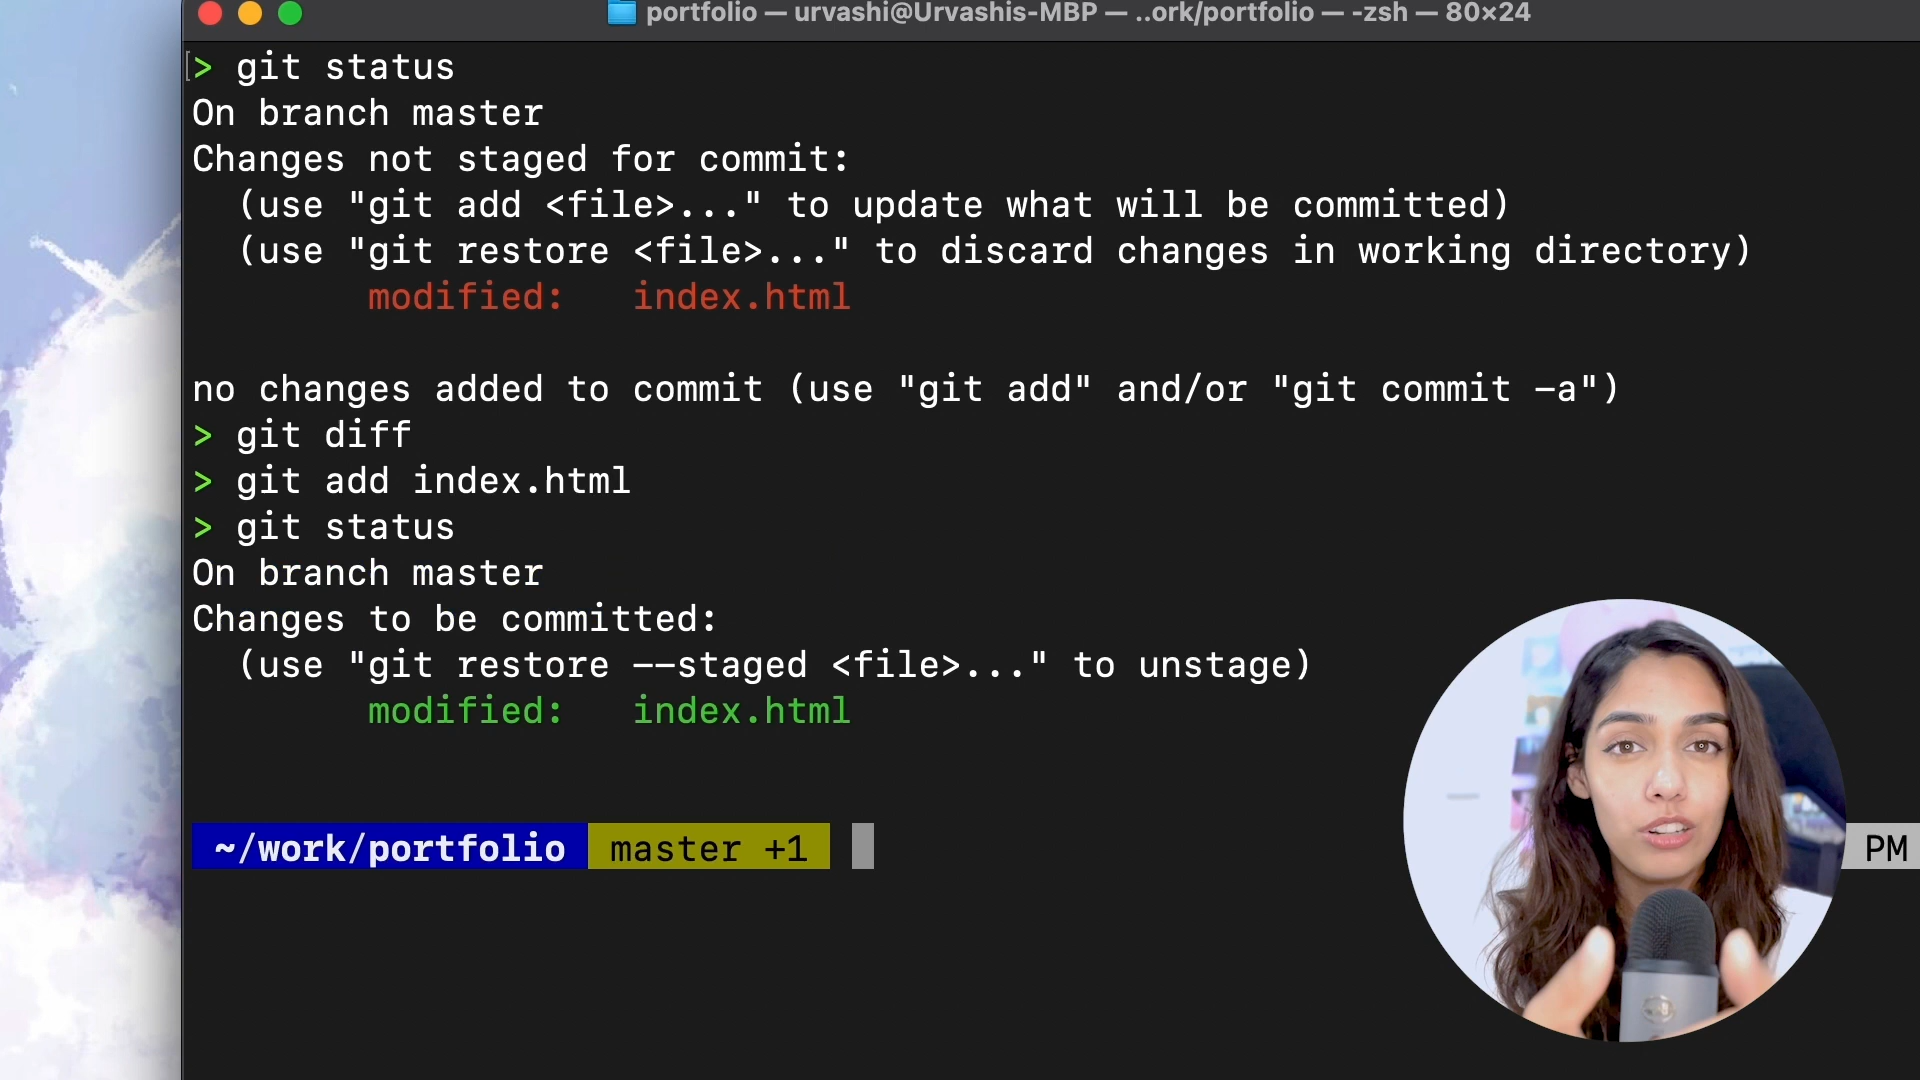 portfolio — urvashi@Urvashis-MBP — ..ork/portfolio — -zsh — 80×24
> git status
On branch master
Changes not staged for commit:
(use "git add <file>..." to update what will be committed)
(use "git restore <file>..." to discard changes in working directory)
modified: index.html
no changes added to commit (use "git add" and/or "git commit -a")
> git diff
> git add index.html
> git status
On branch master
Changes to be committed:
(use "git restore --staged <file>..." to unstage)
modified: index.html
~/work/portfolio master +1 PM